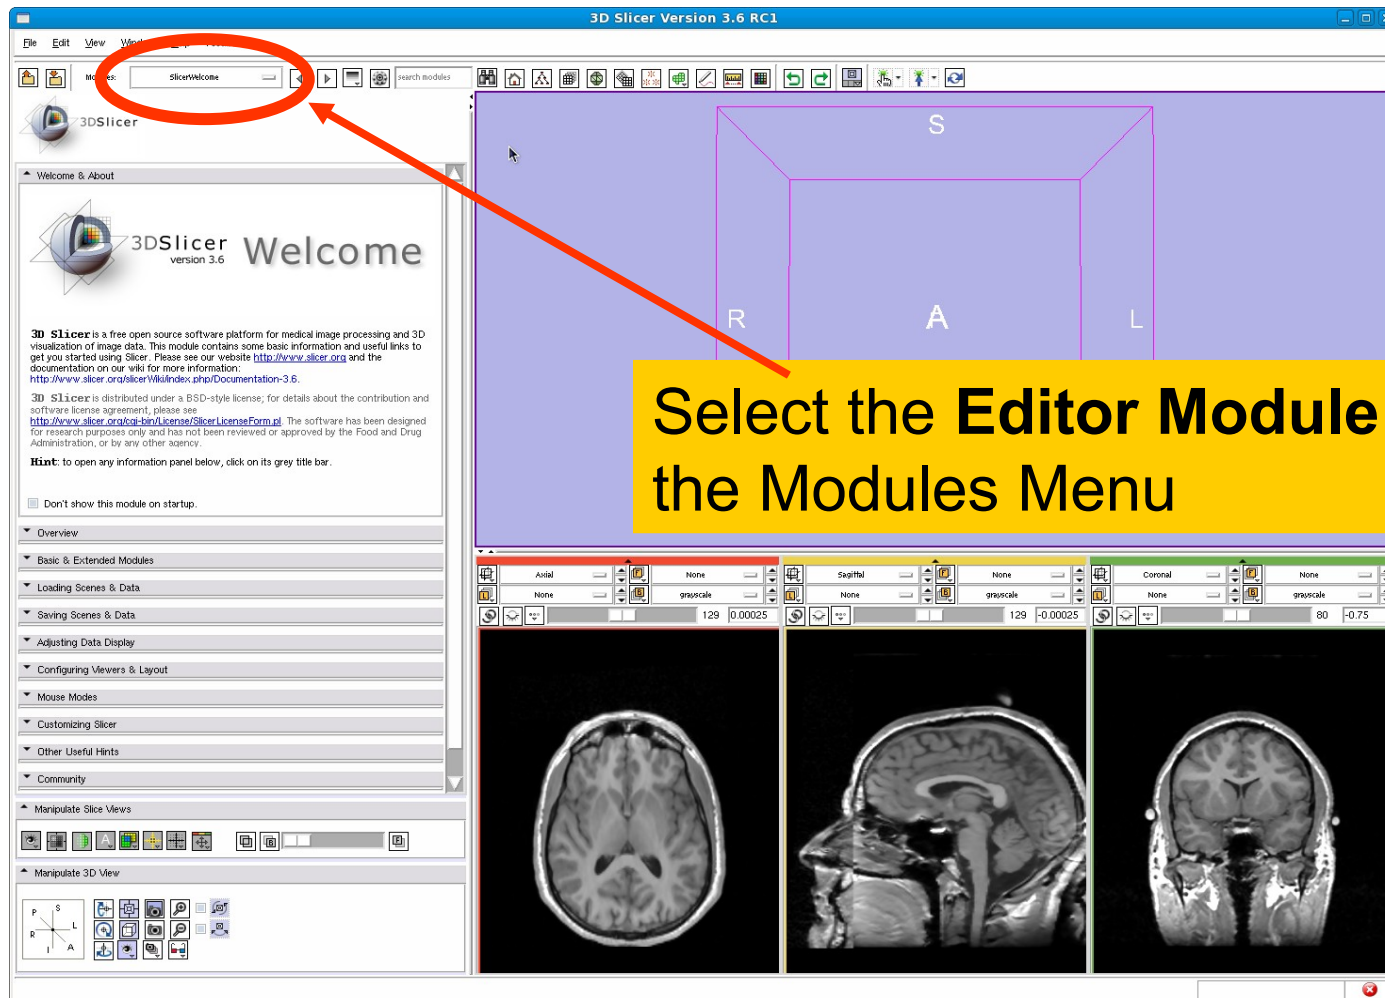 3D Slicer Version 3.6 RC1
File Edit View
SlicerWelcome
search modules
3DSlicer
Welcome & About
3DSlicer
version 3.6
Welcome
3D Slicer is a free open source software platform for medical image processing and 3D
visualization of image data. This module contains some basic information and useful links to
get you started using Slicer. Please see our website http://www.slicer.org and the
documentation on our wiki for more information:
http://www.slicer.org/slicerWiki/index.php/Documentation-3.6.
3D Slicer is distributed under a BSD-style license; for details about the contribution and
software license agreement, please see
http://www.slicer.org/cgi-bin/License/SlicerLicenseForm.pl. The software has been designed
for research purposes only and has not been reviewed or approved by the Food and Drug
Administration, or by any other agency.
Hint: to open any information panel below, click on its grey title bar.
Don't show this module on startup.
Overview
Basic & Extended Modules
Loading Scenes & Data
Saving Scenes & Data
Adjusting Data Display
Configuring Viewers & Layout
Mouse Modes
Customizing Slicer
Other Useful Hints
Community
Manipulate Slice Views
Manipulate 3D View
P S
R L
I A
S
R A L
Select the Editor Module
the Modules Menu
Axial None Sagittal None Coronal None
None grayscale None grayscale None grayscale
129 0.00025 129 -0.00025 80 -0.75